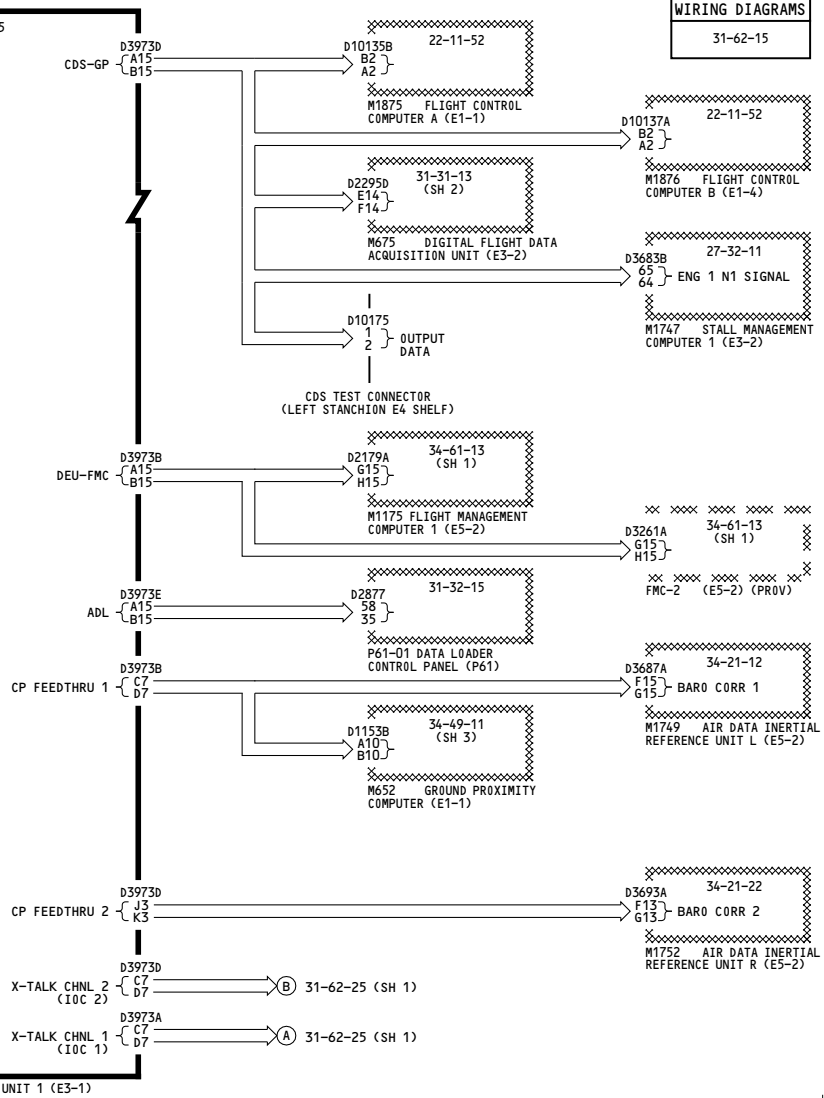 WIRING DIAGRAMS
31-62-15
5
D3973D
CDS-GP
A15
B15
D10135B
B2
A2
22-11-52
M1875 FLIGHT CONTROL
COMPUTER A (E1-1)
D10137A
B2
A2
22-11-52
M1876 FLIGHT CONTROL
COMPUTER B (E1-4)
D2295D
E14
F14
31-31-13
(SH 2)
M675 DIGITAL FLIGHT DATA
ACQUISITION UNIT (E3-2)
D3683B
65
64
27-32-11
ENG 1 N1 SIGNAL
M1747 STALL MANAGEMENT
COMPUTER 1 (E3-2)
D10175
1
2
OUTPUT
DATA
CDS TEST CONNECTOR
(LEFT STANCHION E4 SHELF)
D3973B
DEU-FMC
A15
B15
D2179A
G15
H15
34-61-13
(SH 1)
M1175 FLIGHT MANAGEMENT
COMPUTER 1 (E5-2)
D3261A
G15
H15
34-61-13
(SH 1)
FMC-2 (E5-2) (PROV)
D3973E
ADL
A15
B15
D2877
58
35
31-32-15
P61-01 DATA LOADER
CONTROL PANEL (P61)
D3973B
CP FEEDTHRU 1
C7
D7
D3687A
F15
G15
34-21-12
BARO CORR 1
M1749 AIR DATA INERTIAL
REFERENCE UNIT L (E5-2)
D1153B
A10
B10
34-49-11
(SH 3)
M652 GROUND PROXIMITY
COMPUTER (E1-1)
D3973D
CP FEEDTHRU 2
J3
K3
D3693A
F13
G13
34-21-22
BARO CORR 2
M1752 AIR DATA INERTIAL
REFERENCE UNIT R (E5-2)
D3973D
X-TALK CHNL 2
(IOC 2)
C7
D7
B 31-62-25 (SH 1)
D3973A
X-TALK CHNL 1
(IOC 1)
C7
D7
A 31-62-25 (SH 1)
UNIT 1 (E3-1)